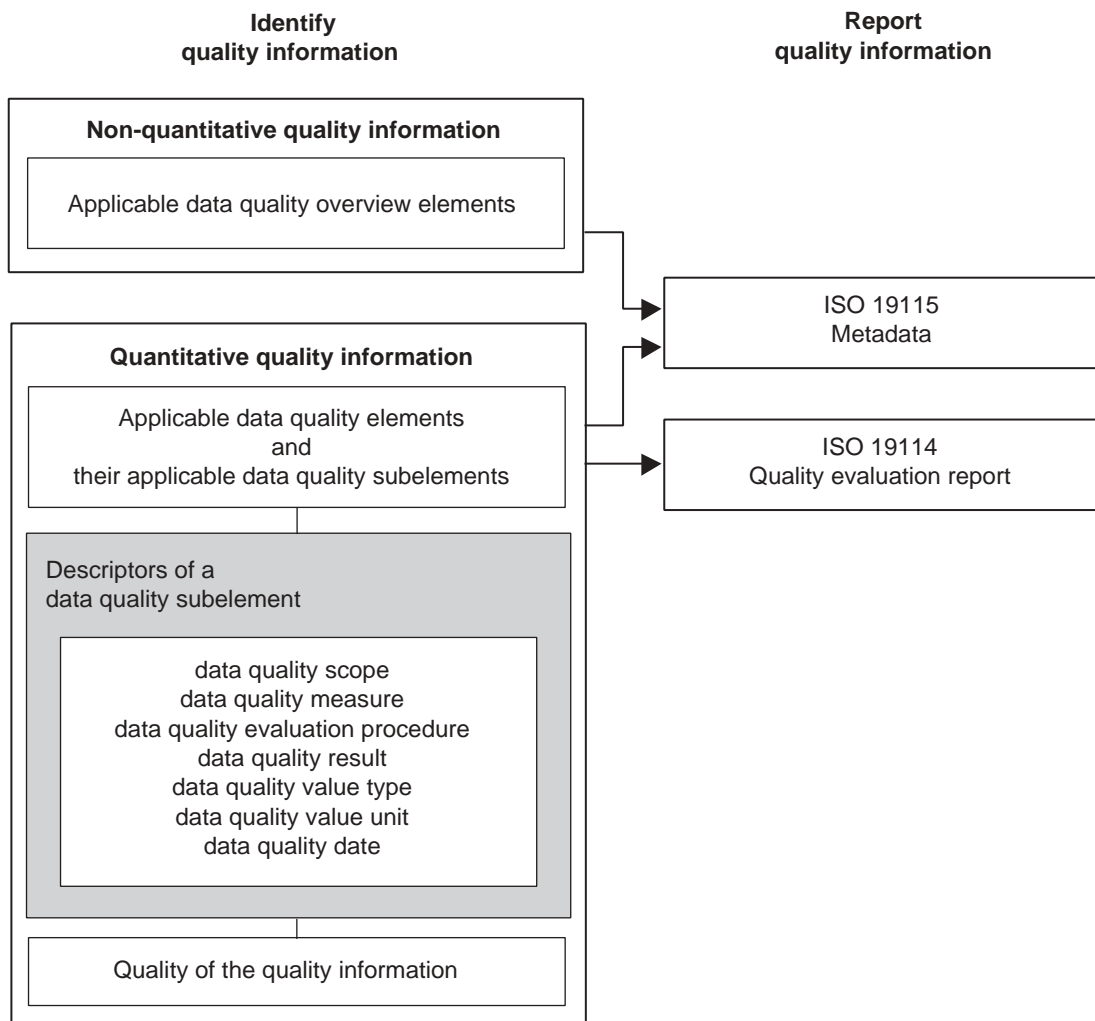 Identify
quality information
Report
quality information
Non-quantitative quality information
Applicable data quality overview elements
ISO 19115
Metadata
Quantitative quality information
Applicable data quality elements
and
their applicable data quality subelements
ISO 19114
Quality evaluation report
Descriptors of a
data quality subelement
data quality scope
data quality measure
data quality evaluation procedure
data quality result
data quality value type
data quality value unit
data quality date
Quality of the quality information